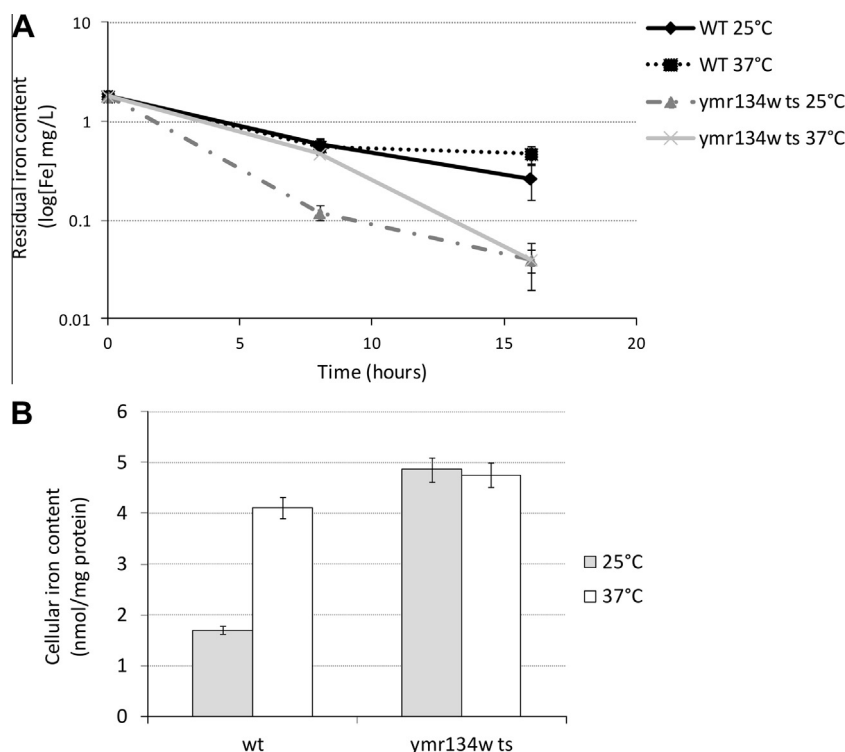 A
Residual iron content
(log[Fe] mg/L)
10
1
0.1
0.01
0
5
10
15
20
Time (hours)
WT 25°C
WT 37°C
ymr134w ts 25°C
ymr134w ts 37°C
B
Cellular iron content
(nmol/mg protein)
6
5
4
3
2
1
0
wt
ymr134w ts
25°C
37°C